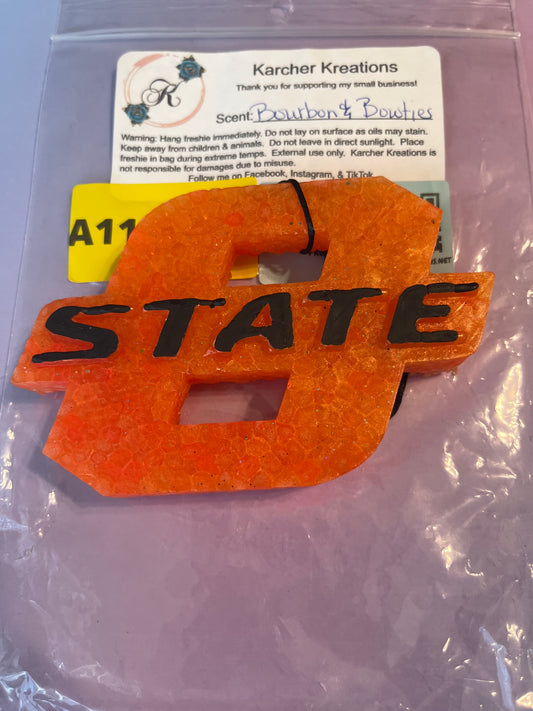 Karcher Kreations
Thank you for supporting my small business!
K
Scent: Bourbon & Bowties
Warning: Hang freshie immediately. Do not lay on surface as oils may stain.
Keep away from children & animals. Do not leave in direct sunlight. Place
freshie in bag during extreme temps. External use only. Karcher Kreations is
not responsible for damages due to misuse.
Follow me on Facebook, Instagram, & TikTok
A11
STATE